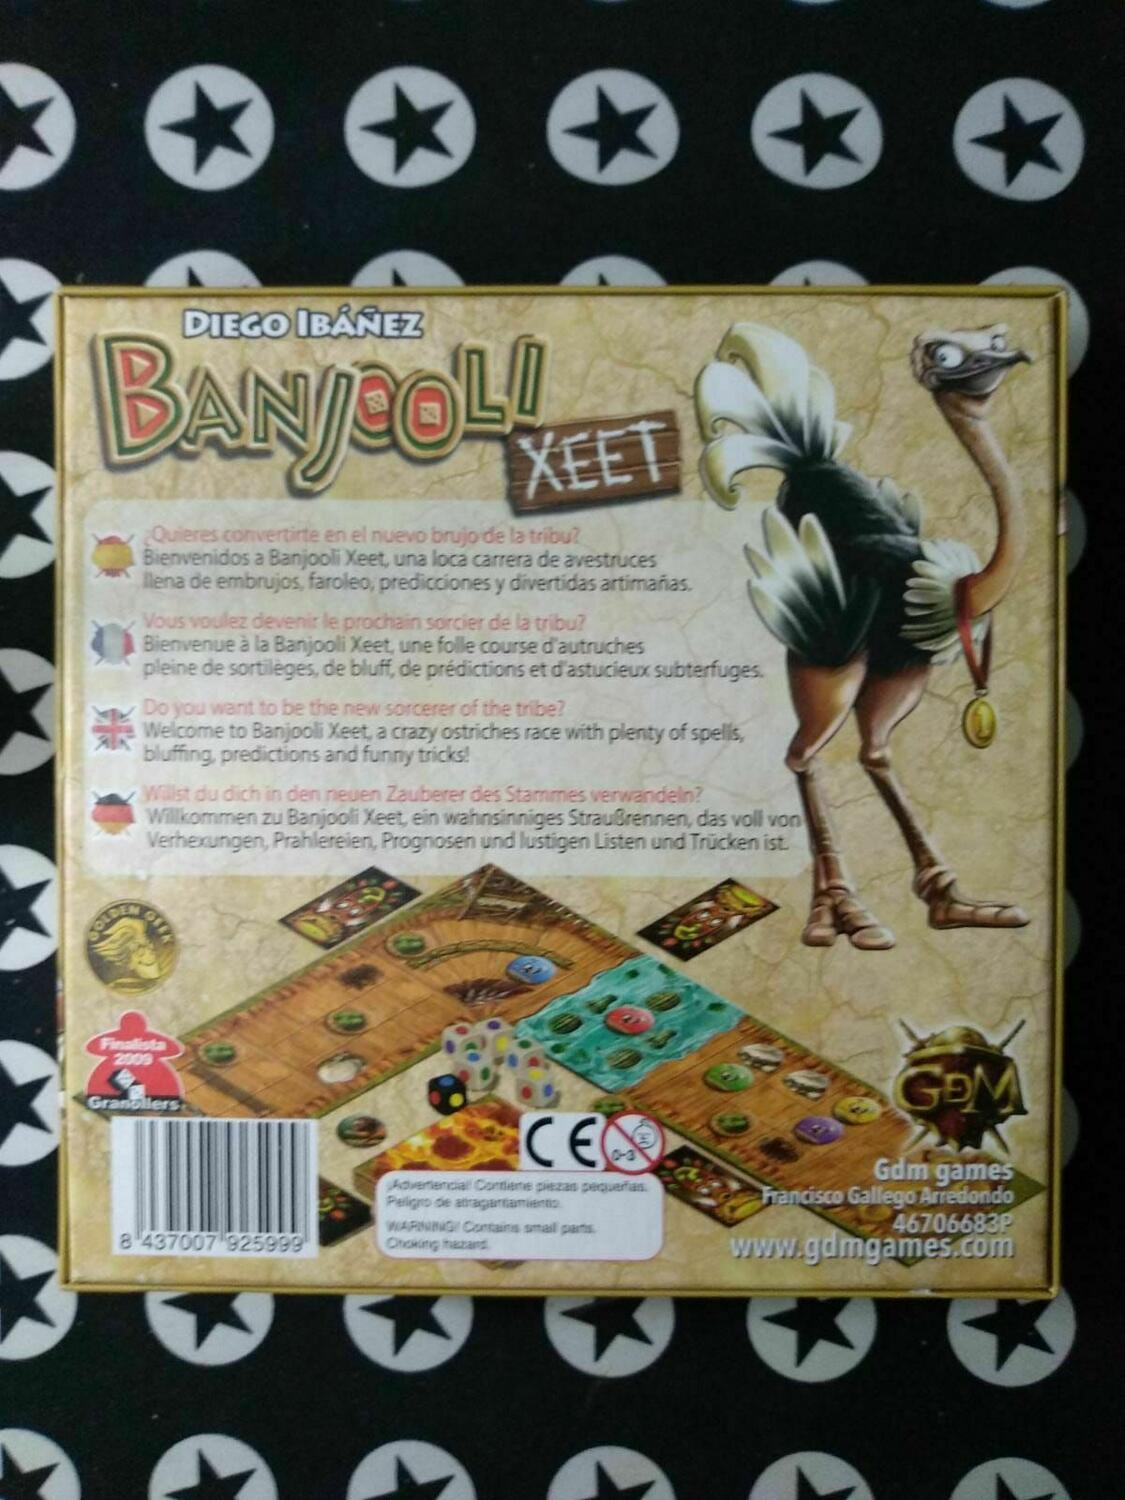 DIEGO IBÁÑEZ
BANJOOLI
XEET
¿Quieres convertirte en el nuevo brujo de la tribu?
Bienvenidos a Banjooli Xeet, una loca carrera de avestruces
llena de embrujos, faroleo, predicciones y divertidas artimañas.
Vous voulez devenir le prochain sorcier de la tribu?
Bienvenue à la Banjooli Xeet, une folle course d'autruches
pleine de sortilèges, de bluff, de prédictions et d'astucieux subterfuges.
Do you want to be the new sorcerer of the tribe?
Welcome to Banjooli Xeet, a crazy ostriches race with plenty of spells,
bluffing, predictions and funny tricks!
Willst du dich in den neuen Zauberer des Stammes verwandeln?
Willkommen zu Banjooli Xeet, ein wahnsinniges Straußrennen, das voll von
Verhexungen, Prahlereien, Prognosen und lustigen Listen und Trücken ist.
GOLDEN GEEK
Finalista
2009
Granollers
CE
0-3
¡Advertencia! Contiene piezas pequeñas.
Peligro de atragantamiento.
WARNING! Contains small parts.
Choking hazard.
8 437007 925999
GDM
Gdm games
Francisco Gallego Arredondo
46706683P
www.gdmgames.com